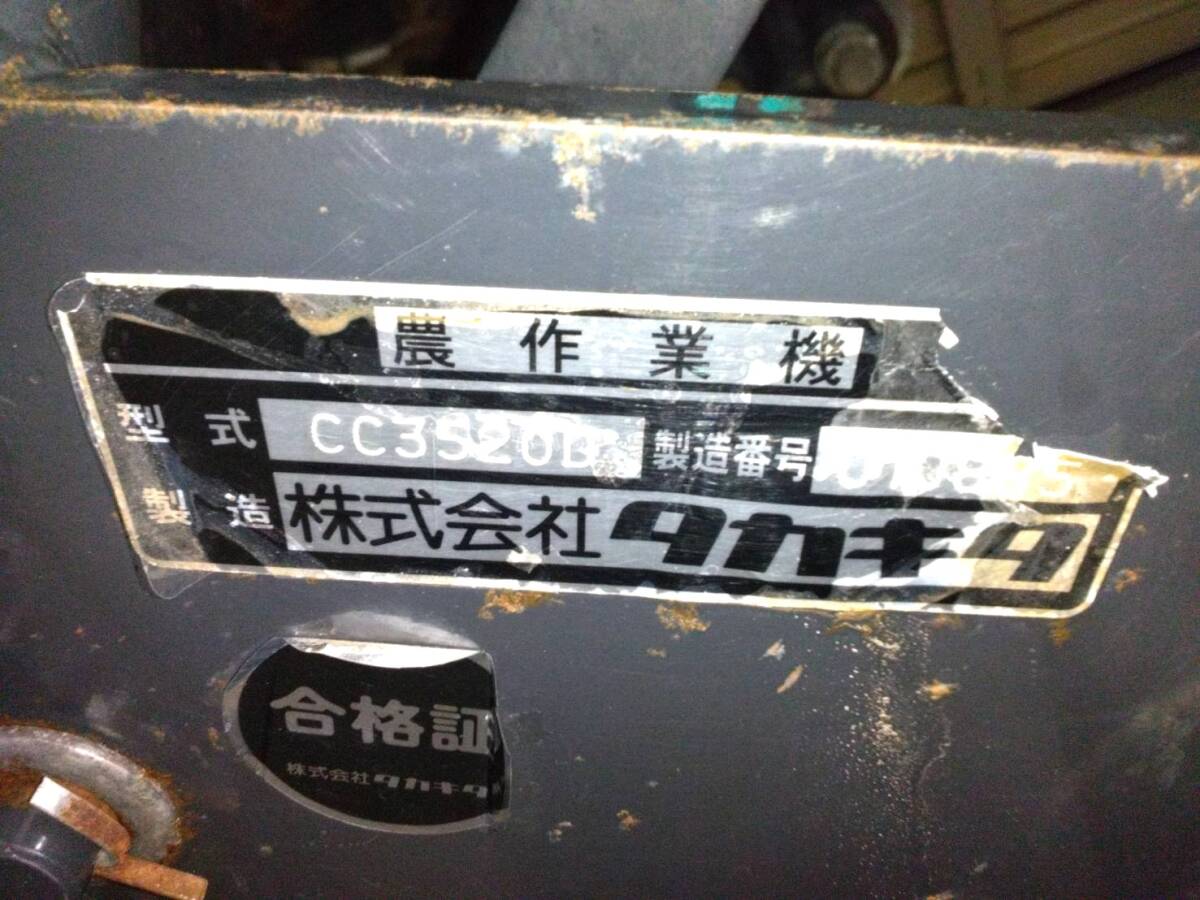 農作業機
型式 CC3520D 製造番号
製造 株式会社タカキタ
合格証
株式会社タカキタ